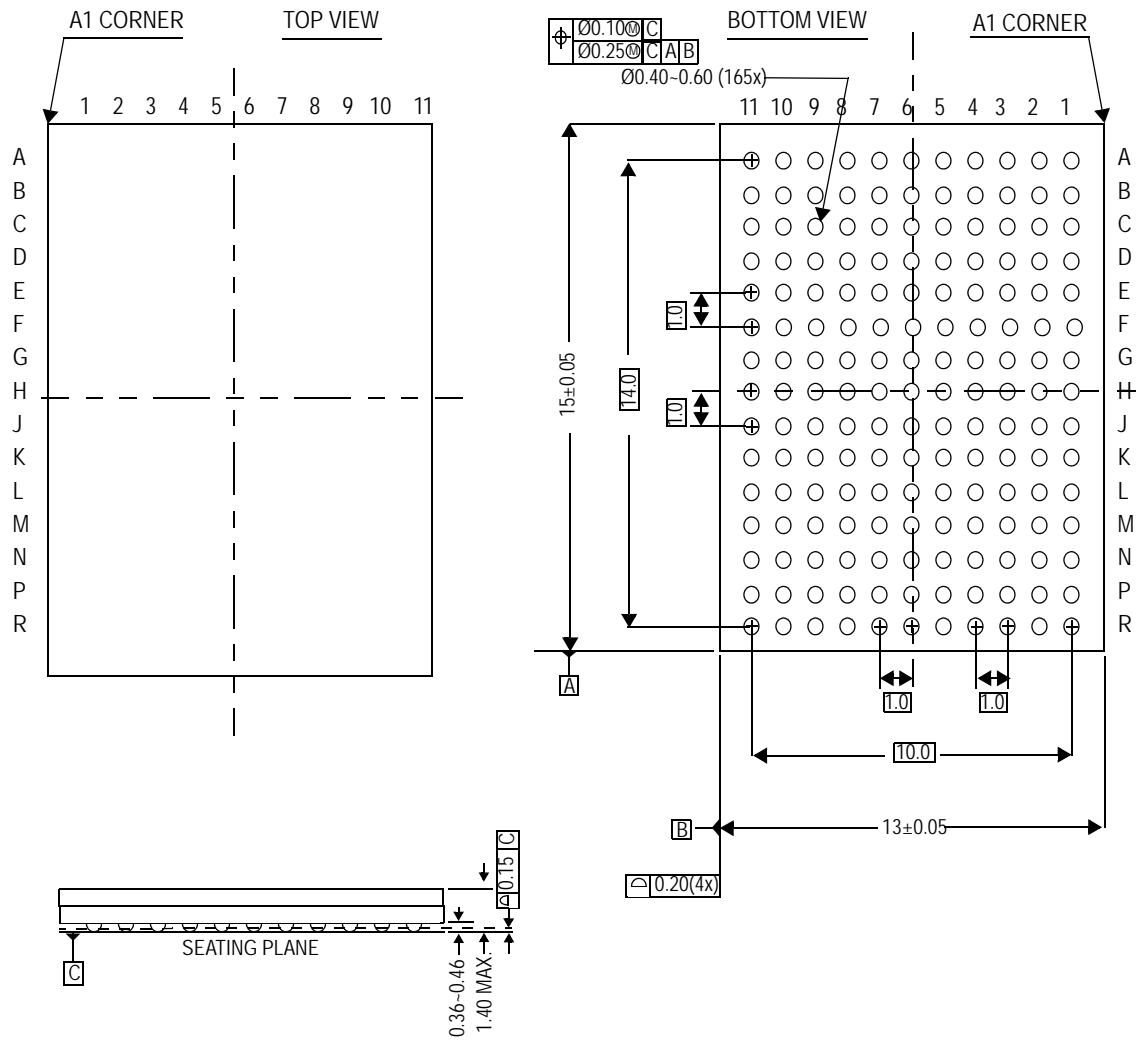 A1 CORNER
TOP VIEW
1 2 3 4 5 6 7 8 9 10 11
A
B
C
D
E
F
G
H
J
K
L
M
N
P
R
Ø0.10Ⓜ C
Ø0.25Ⓜ C A B
BOTTOM VIEW
A1 CORNER
Ø0.40~0.60 (165x)
11 10 9 8 7 6 5 4 3 2 1
A
B
C
D
E
F
G
H
J
K
L
M
N
P
R
15±0.05
14.0
1.0
1.0
A
1.0
1.0
10.0
B
13±0.05
0.20(4x)
0.15 C
SEATING PLANE
C
0.36~0.46
1.40 MAX.